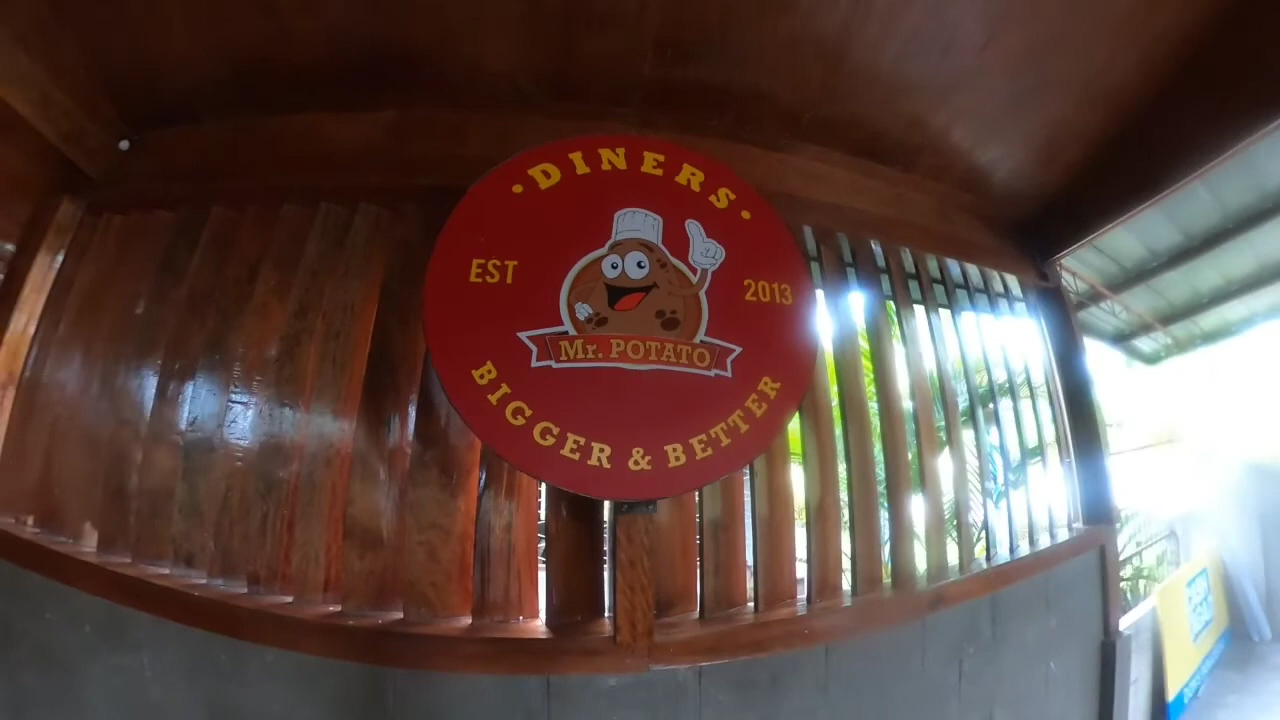 • DINERS •
EST 2013
Mr. POTATO
BIGGER & BETTER